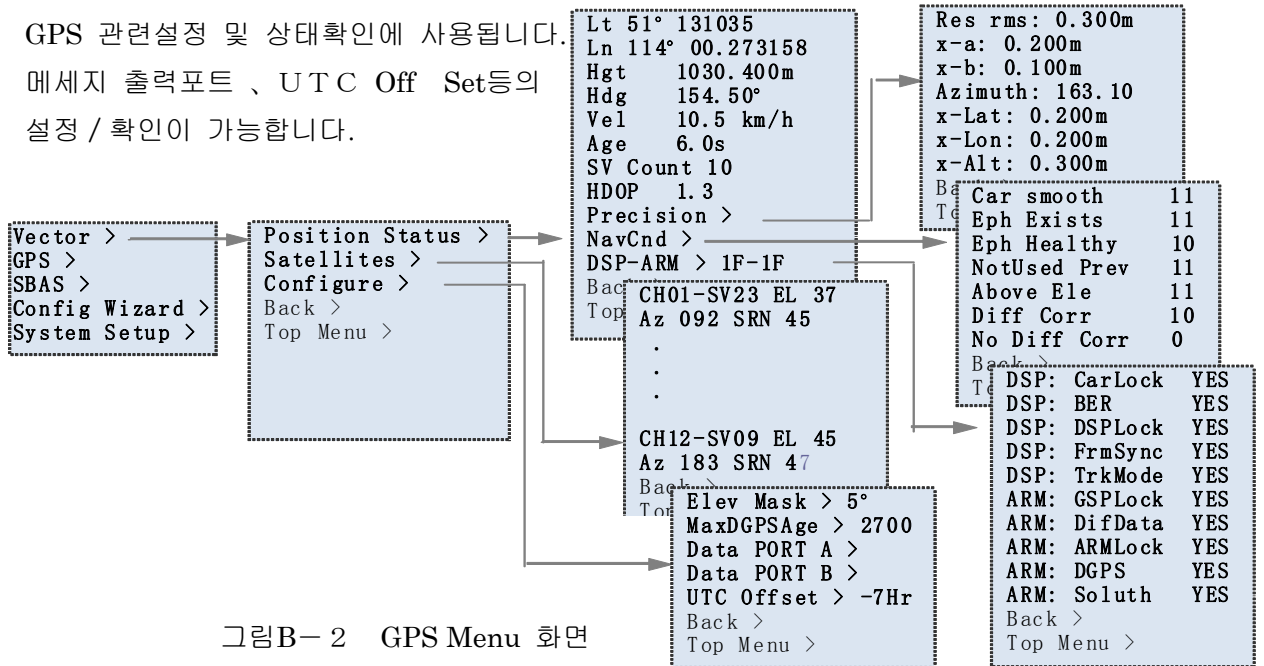 GPS 관련설정 및 상태확인에 사용됩니다.
메세지 출력포트 、ＵＴＣ Off Set등의
설정 / 확인이 가능합니다.
Vector >
GPS >
SBAS >
Config Wizard >
System Setup >
Position Status >
Satellites >
Configure >
Back >
Top Menu >
Lt 51° 131035
Ln 114° 00.273158
Hgt 1030.400m
Hdg 154.50°
Vel 10.5 km/h
Age 6.0s
SV Count 10
HDOP 1.3
Precision >
NavCnd >
DSP-ARM > 1F-1F
CH01-SV23 EL 37
Az 092 SRN 45
.
.
.
CH12-SV09 EL 45
Az 183 SRN 47
Elev Mask > 5°
MaxDGPSAge > 2700
Data PORT A >
Data PORT B >
UTC Offset > -7Hr
Back >
Top Menu >
Res rms: 0.300m
x-a: 0.200m
x-b: 0.100m
Azimuth: 163.10
x-Lat: 0.200m
x-Lon: 0.200m
x-Alt: 0.300m
Car smooth 11
Eph Exists 11
Eph Healthy 10
NotUsed Prev 11
Above Ele 11
Diff Corr 10
No Diff Corr 0
DSP: CarLock YES
DSP: BER YES
DSP: DSPLock YES
DSP: FrmSync YES
DSP: TrkMode YES
ARM: GSPLock YES
ARM: DifData YES
ARM: ARMLock YES
ARM: DGPS YES
ARM: Soluth YES
Back >
Top Menu >
그림B－２ GPS Menu 화면